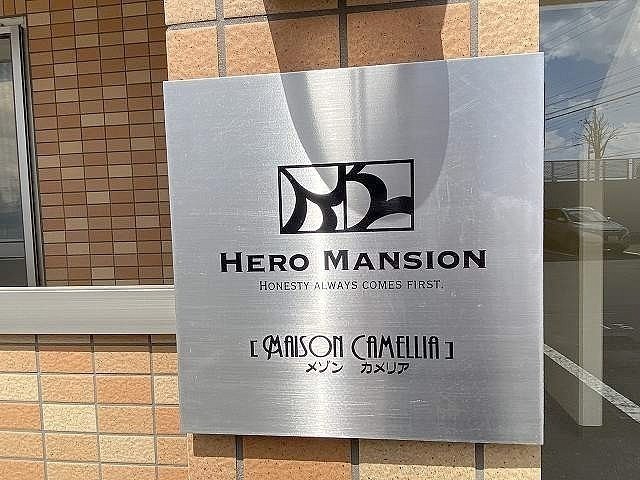 HERO MANSION
HONESTY ALWAYS COMES FIRST.
[MAISON CAMELLIA]
メゾン カメリア